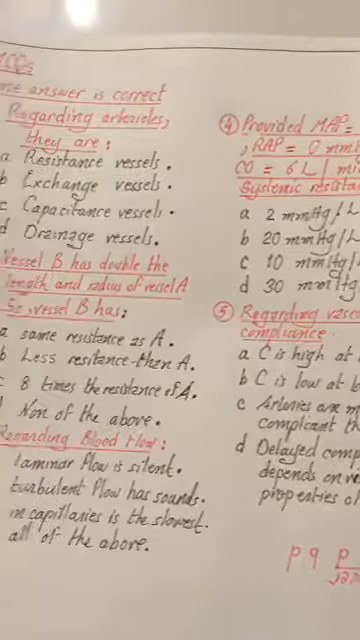 MCQs
one answer is correct
Regarding arterioles,
they are:
a Resistance vessels.
b Exchange vessels.
c Capacitance vessels.
d Drainage vessels.
Vessel B has double the
length and radius of vessel A
So, vessel B has:
a same resistance as A.
b Less resitance than A.
c 8 times the resistance of A.
d Non of the above.
Regarding Blood Flow:
laminar Flow is silent.
turbulent Flow has sounds.
in capillaries is the slowest.
all of the above.
④ Provided MAP =
, RAP = 0 mmH
CO = 6 L / mi
Systemic resista
a 2 mmHg/L
b 20 mmHg/L
c 10 mmHg/
d 30 mmHg
⑤ Regarding vasc
compliance.
a C is high at
b C is low at
c Arteries are m
complicant th
d Delayed comp
depends on
properties of
P 9 P